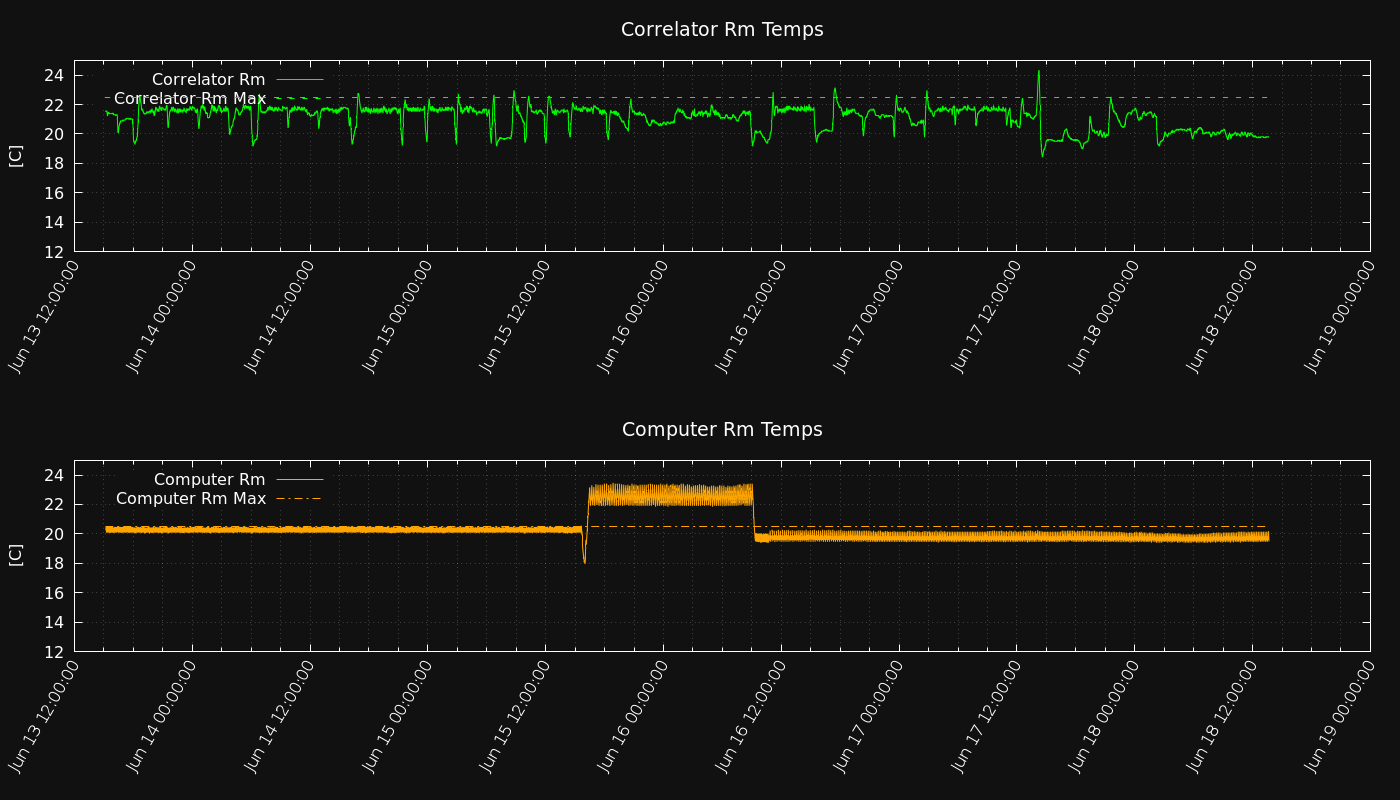 Correlator Rm Temps
24
22
20
18
16
14
12
[C]
Correlator Rm
Correlator Rm Max
Jun 13 12:00:00
Jun 14 00:00:00
Jun 14 12:00:00
Jun 15 00:00:00
Jun 15 12:00:00
Jun 16 00:00:00
Jun 16 12:00:00
Jun 17 00:00:00
Jun 17 12:00:00
Jun 18 00:00:00
Jun 18 12:00:00
Jun 19 00:00:00
Computer Rm Temps
24
22
20
18
16
14
12
[C]
Computer Rm
Computer Rm Max
Jun 13 12:00:00
Jun 14 00:00:00
Jun 14 12:00:00
Jun 15 00:00:00
Jun 15 12:00:00
Jun 16 00:00:00
Jun 16 12:00:00
Jun 17 00:00:00
Jun 17 12:00:00
Jun 18 00:00:00
Jun 18 12:00:00
Jun 19 00:00:00